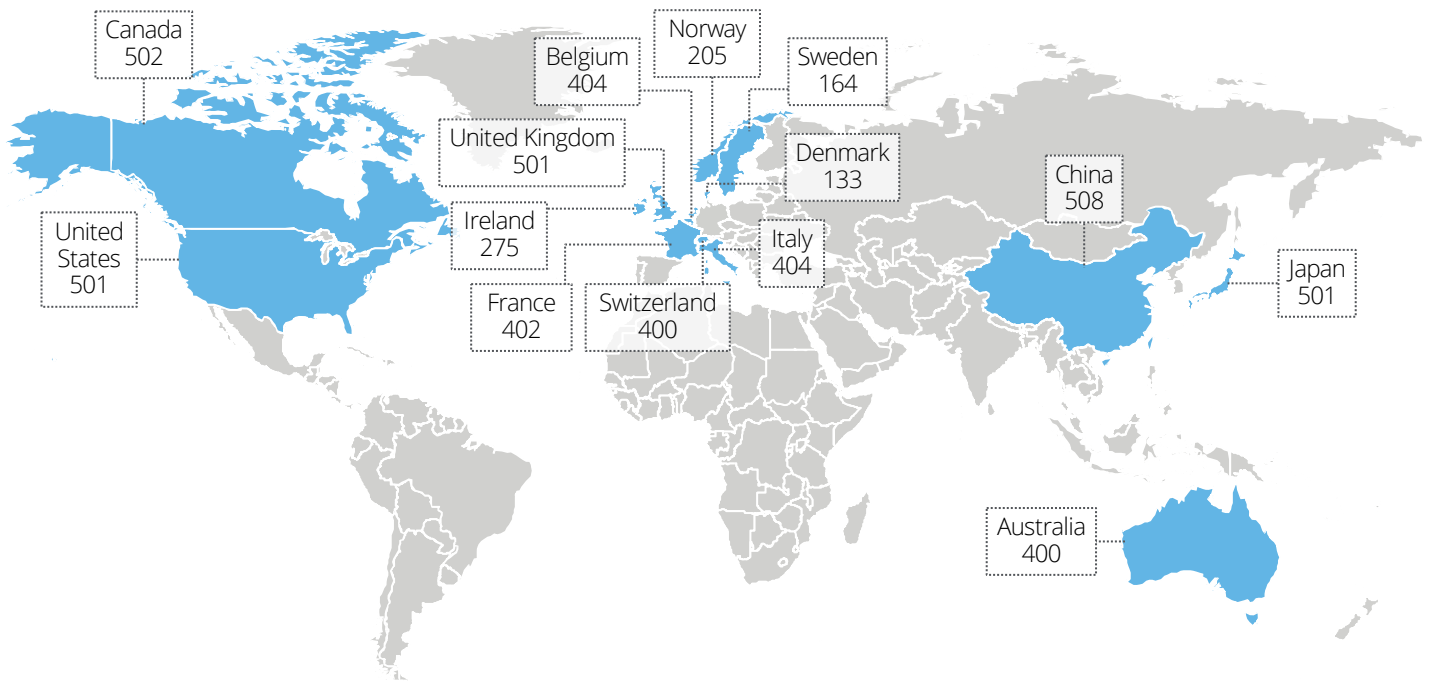 Canada
502
Norway
205
Belgium
404
Sweden
164
United Kingdom
501
Denmark
133
China
508
United
States
501
Ireland
275
Italy
404
Japan
501
France
402
Switzerland
400
Australia
400